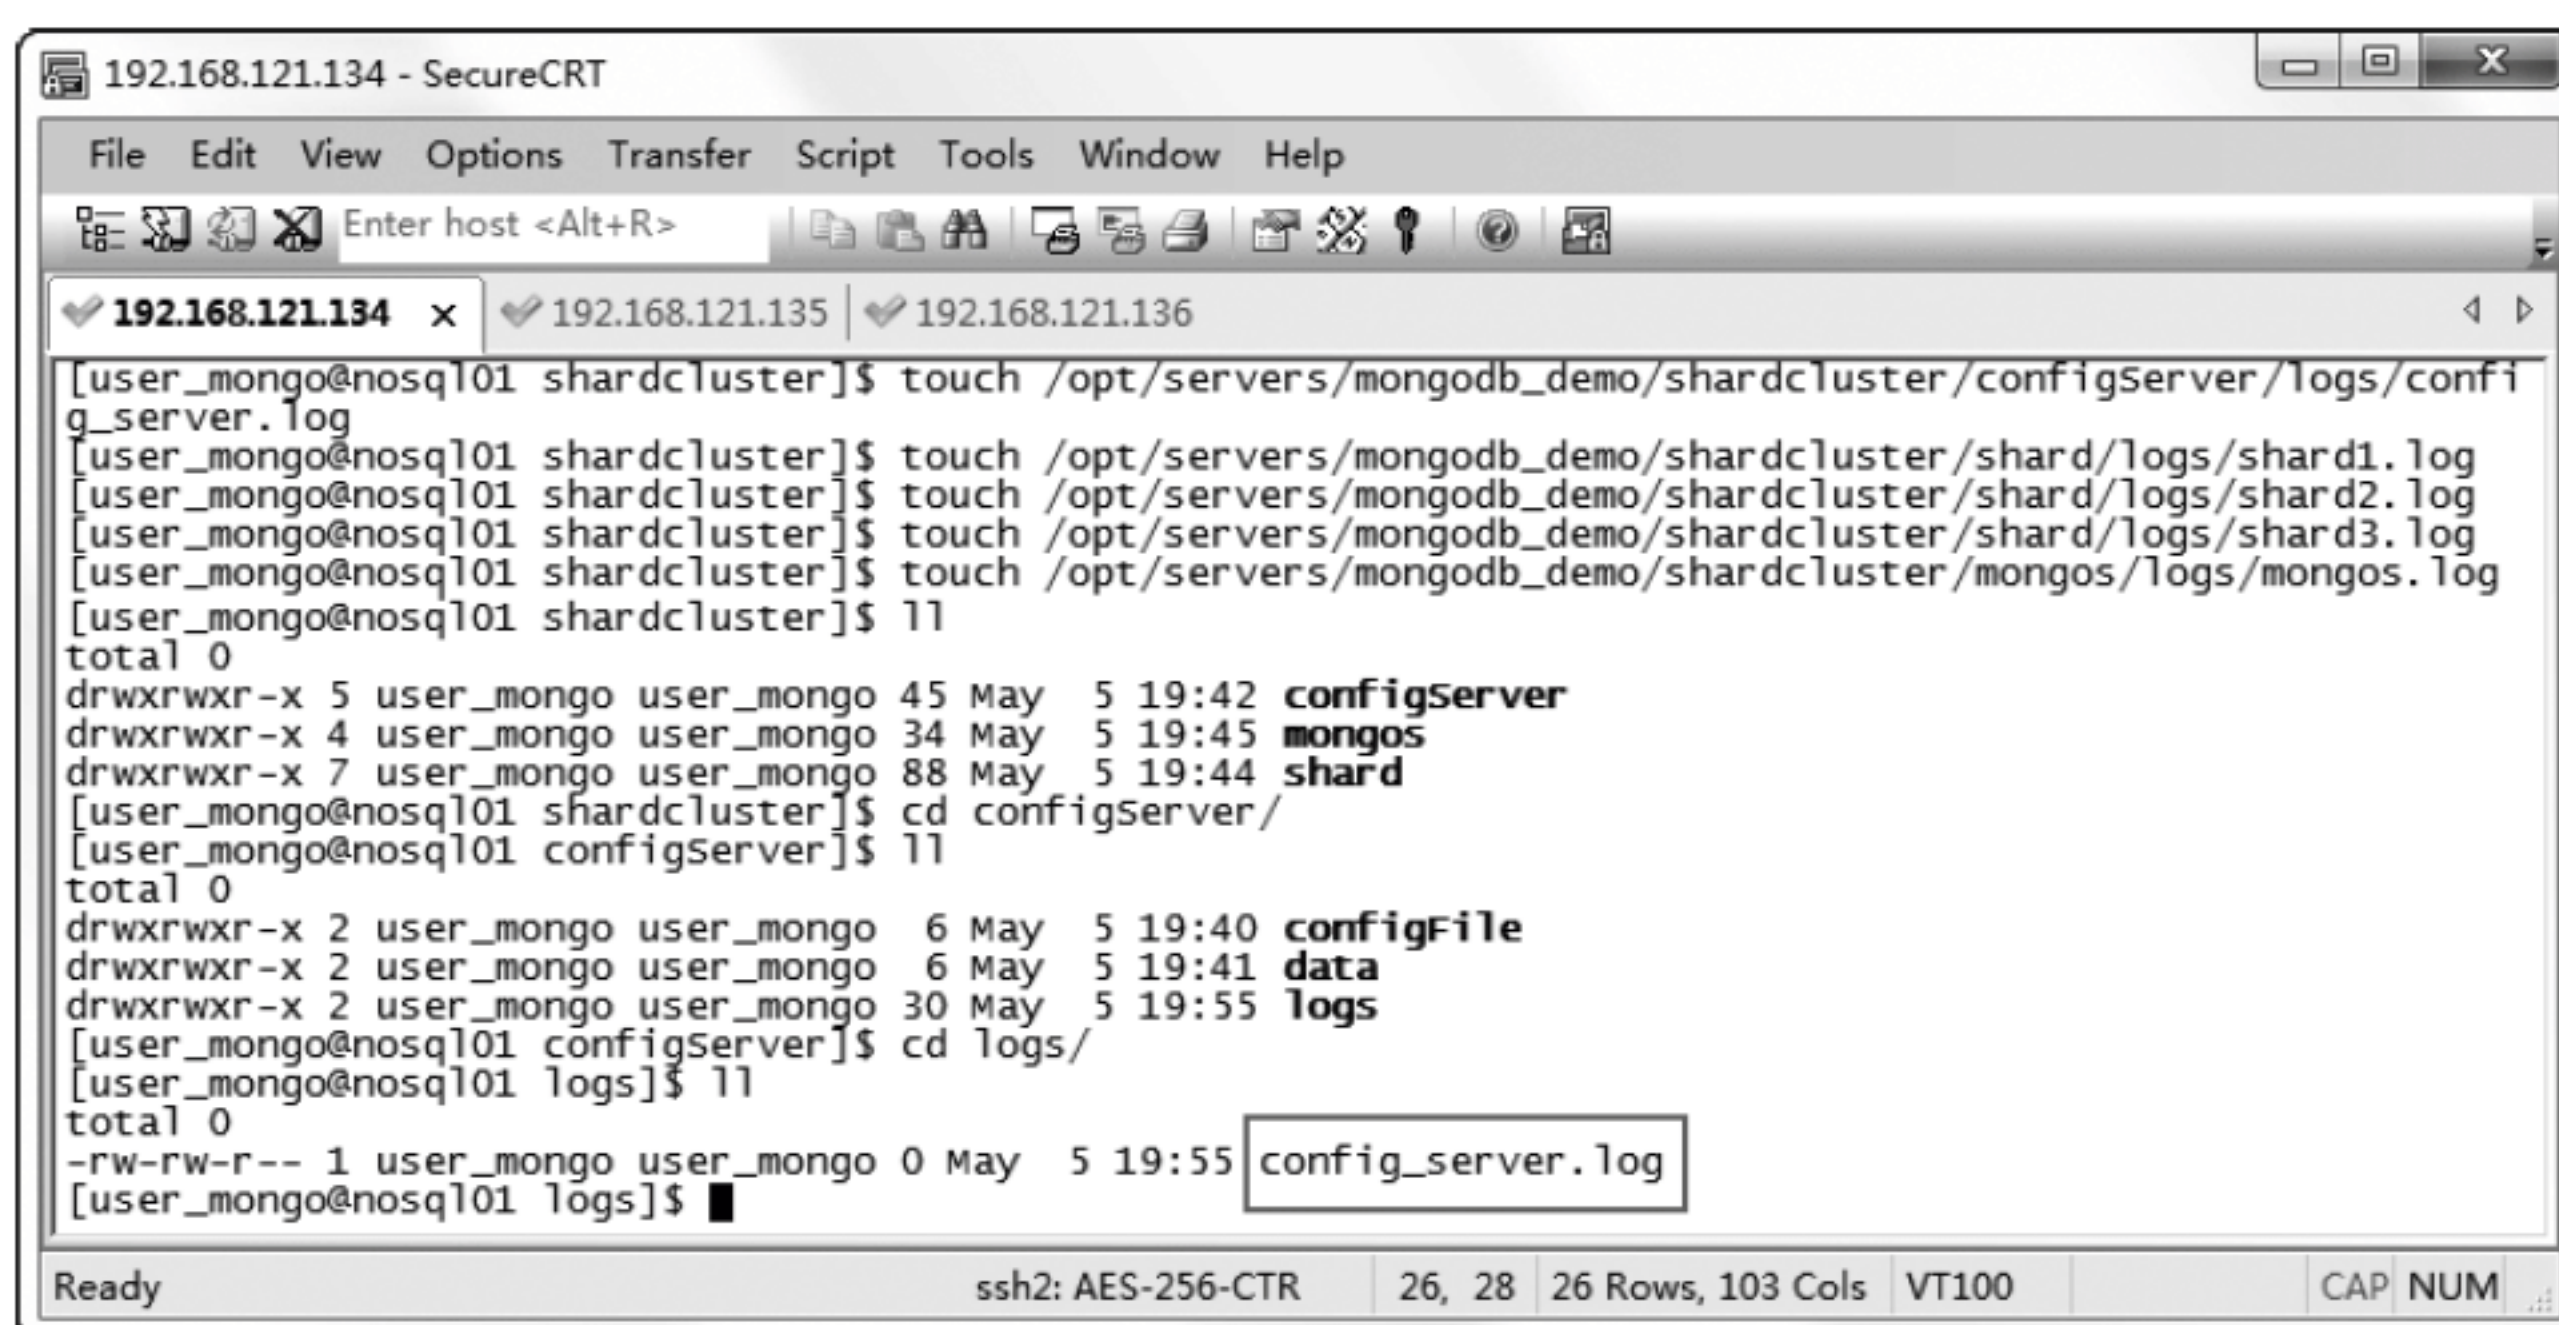 192.168.121.134 - SecureCRT
File Edit View Options Transfer Script Tools Window Help
Enter host <Alt+R>
192.168.121.134 x 192.168.121.135 192.168.121.136
[user_mongo@nosql01 shardcluster]$ touch /opt/servers/mongodb_demo/shardcluster/configServer/logs/confi
g_server.log
[user_mongo@nosql01 shardcluster]$ touch /opt/servers/mongodb_demo/shardcluster/shard/logs/shard1.log
[user_mongo@nosql01 shardcluster]$ touch /opt/servers/mongodb_demo/shardcluster/shard/logs/shard2.log
[user_mongo@nosql01 shardcluster]$ touch /opt/servers/mongodb_demo/shardcluster/shard/logs/shard3.log
[user_mongo@nosql01 shardcluster]$ touch /opt/servers/mongodb_demo/shardcluster/mongos/logs/mongos.log
[user_mongo@nosql01 shardcluster]$ ll
total 0
drwxrwxr-x 5 user_mongo user_mongo 45 May  5 19:42 configServer
drwxrwxr-x 4 user_mongo user_mongo 34 May  5 19:45 mongos
drwxrwxr-x 7 user_mongo user_mongo 88 May  5 19:44 shard
[user_mongo@nosql01 shardcluster]$ cd configServer/
[user_mongo@nosql01 configServer]$ ll
total 0
drwxrwxr-x 2 user_mongo user_mongo  6 May  5 19:40 configFile
drwxrwxr-x 2 user_mongo user_mongo  6 May  5 19:41 data
drwxrwxr-x 2 user_mongo user_mongo 30 May  5 19:55 logs
[user_mongo@nosql01 configServer]$ cd logs/
[user_mongo@nosql01 logs]$ ll
total 0
-rw-rw-r-- 1 user_mongo user_mongo 0 May  5 19:55 config_server.log
[user_mongo@nosql01 logs]$
Ready ssh2: AES-256-CTR 26, 28 26 Rows, 103 Cols VT100 CAP NUM